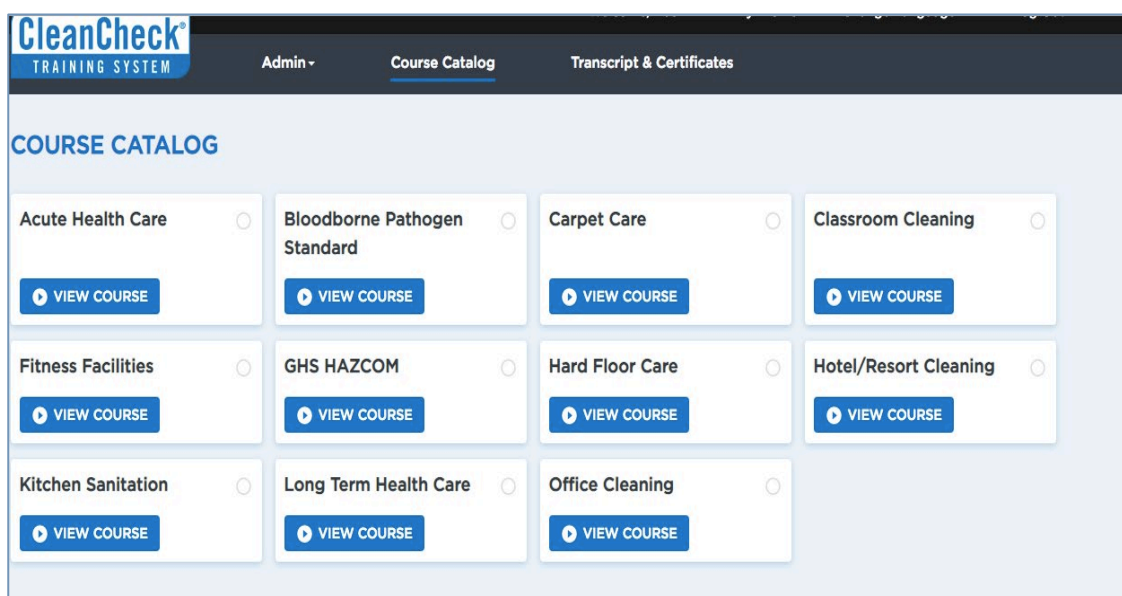 CleanCheck®
TRAINING SYSTEM
Admin
Course Catalog
Transcript & Certificates
COURSE CATALOG
Acute Health Care
VIEW COURSE
Bloodborne Pathogen
Standard
VIEW COURSE
Carpet Care
VIEW COURSE
Classroom Cleaning
VIEW COURSE
Fitness Facilities
VIEW COURSE
GHS HAZCOM
VIEW COURSE
Hard Floor Care
VIEW COURSE
Hotel/Resort Cleaning
VIEW COURSE
Kitchen Sanitation
VIEW COURSE
Long Term Health Care
VIEW COURSE
Office Cleaning
VIEW COURSE